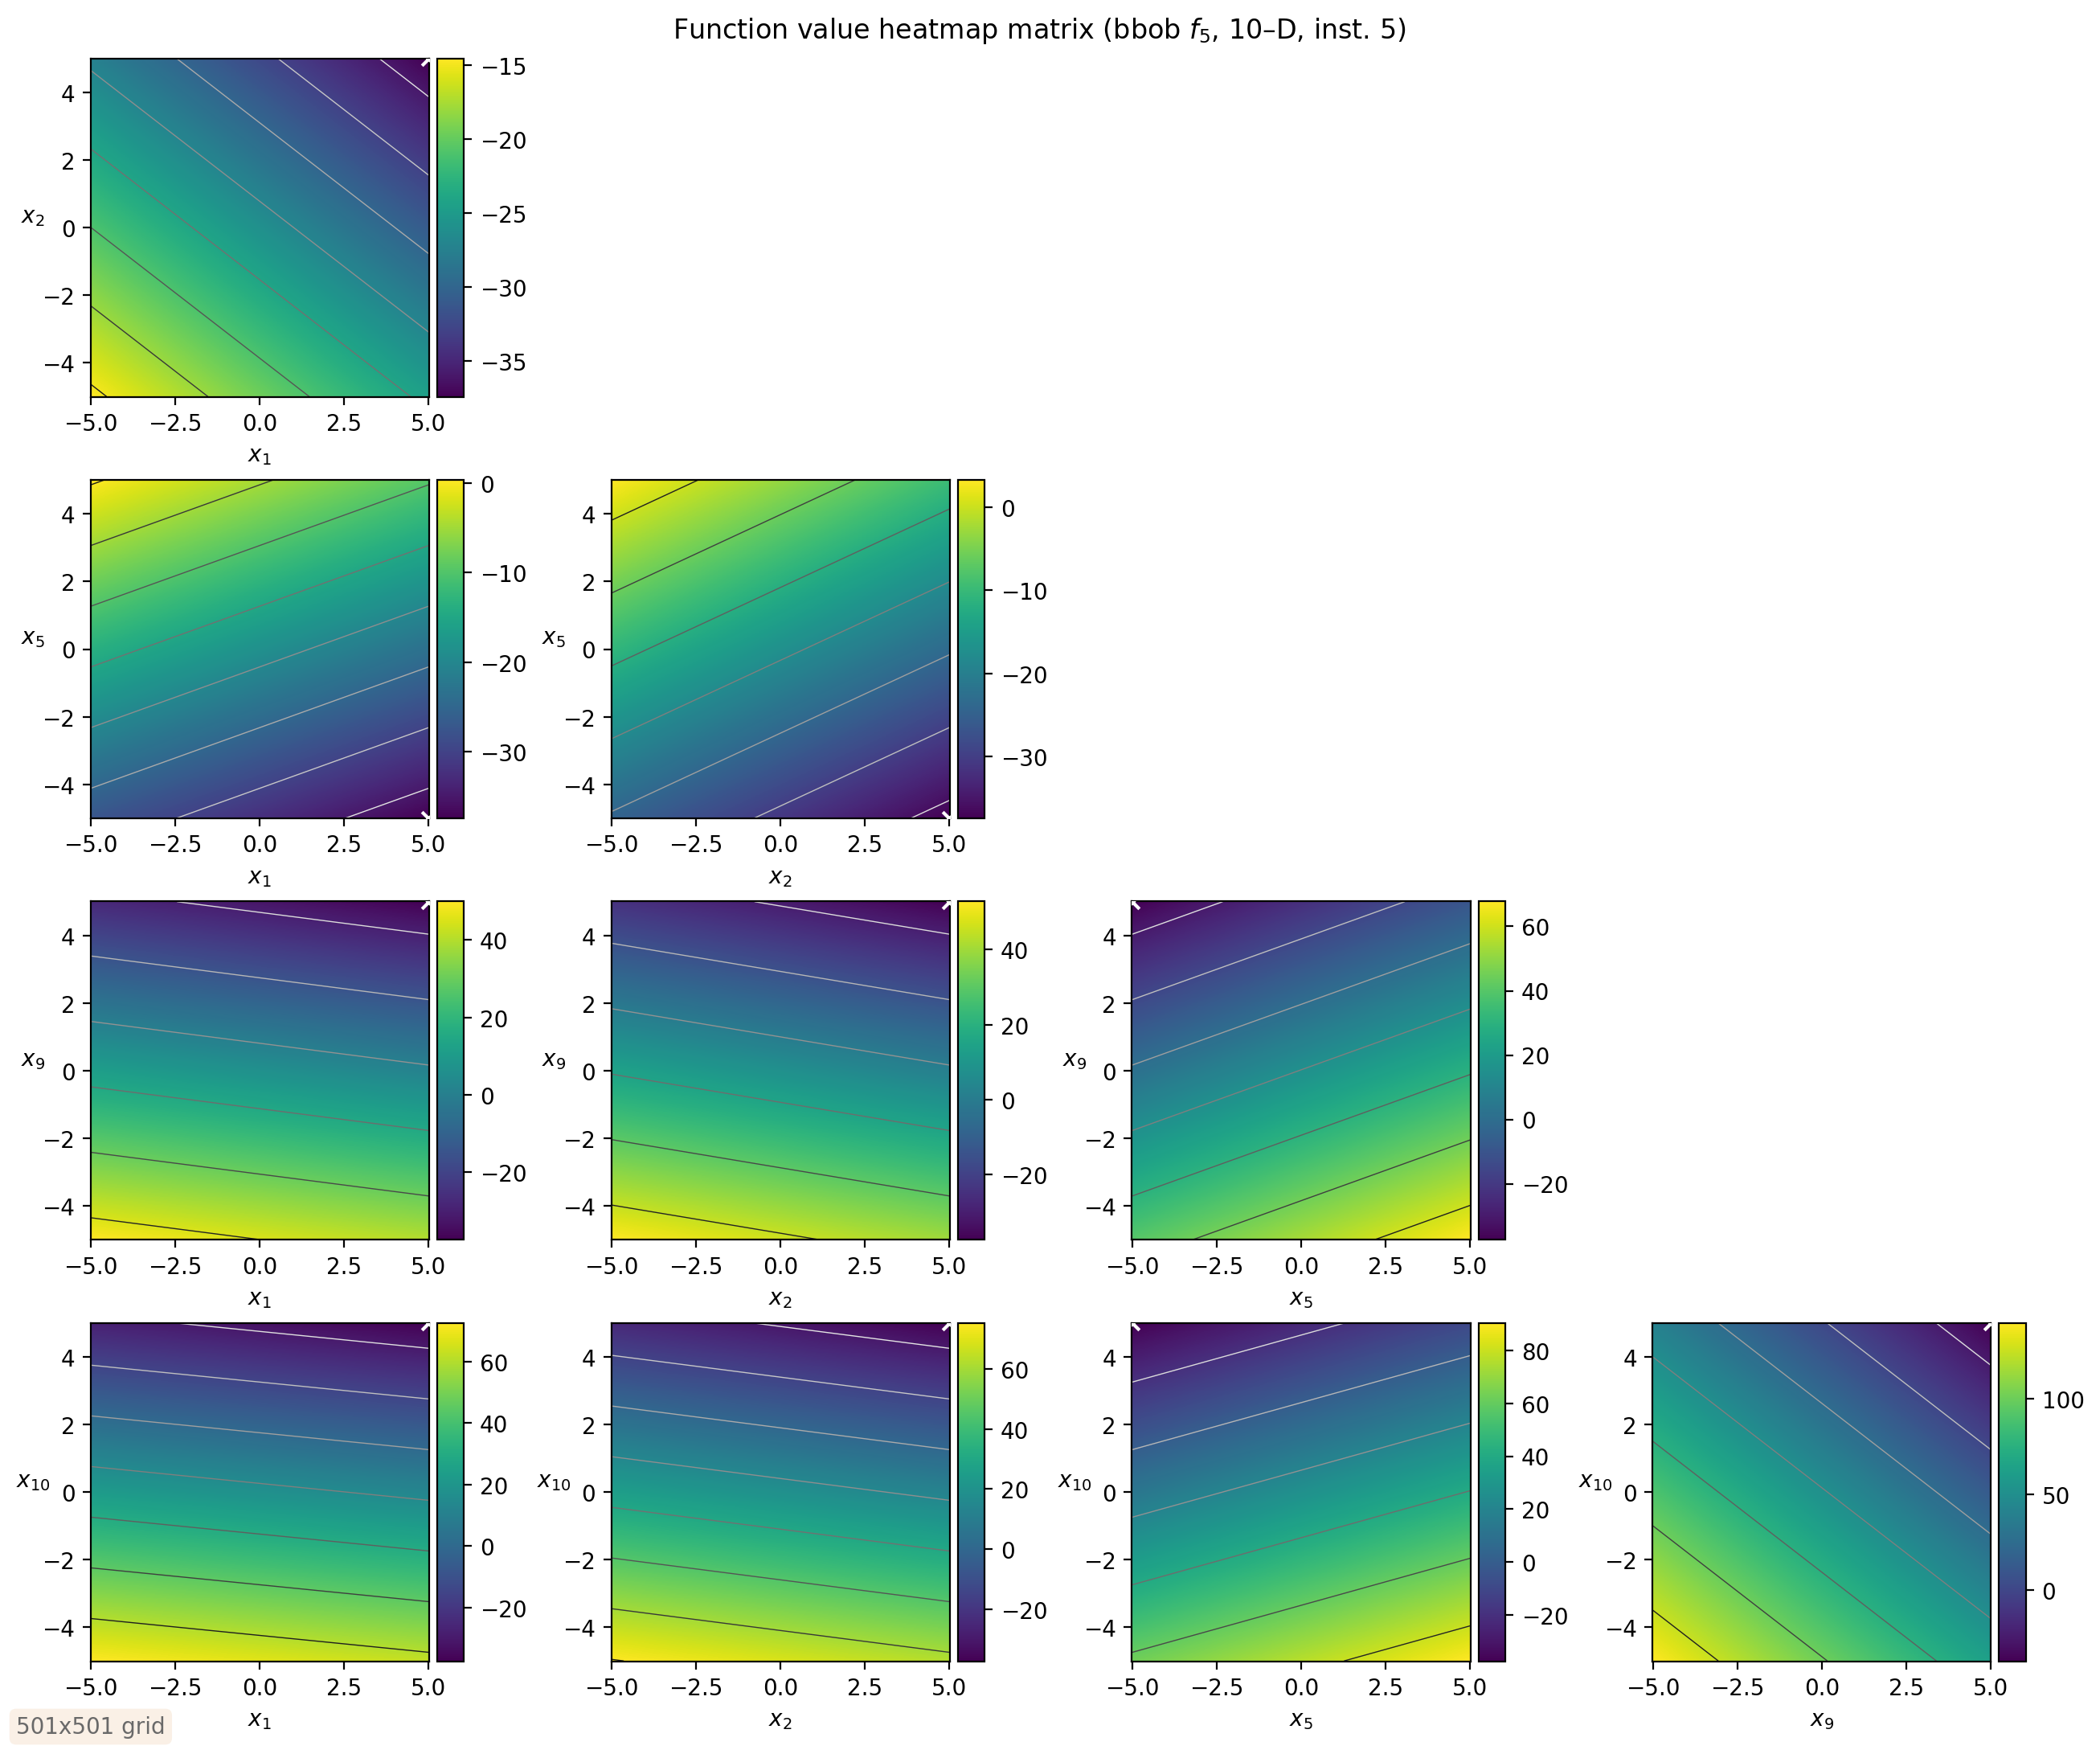 Function value heatmap matrix (bbob f5, 10–D, inst. 5)
4
2
0
−2
−4
x2
−5.0 −2.5 0.0 2.5 5.0
x1
−15
−20
−25
−30
−35
4
2
0
−2
−4
x5
−5.0 −2.5 0.0 2.5 5.0
x1
0
−10
−20
−30
x5
4
2
0
−2
−4
−5.0 −2.5 0.0 2.5 5.0
x2
0
−10
−20
−30
4
2
0
−2
−4
x9
−5.0 −2.5 0.0 2.5 5.0
x1
40
20
0
−20
x9
4
2
0
−2
−4
−5.0 −2.5 0.0 2.5 5.0
x2
40
20
0
−20
x9
4
2
0
−2
−4
−5.0 −2.5 0.0 2.5 5.0
x5
60
40
20
0
−20
4
2
0
−2
−4
x10
−5.0 −2.5 0.0 2.5 5.0
x1
60
40
20
0
−20
x10
4
2
0
−2
−4
−5.0 −2.5 0.0 2.5 5.0
x2
60
40
20
0
−20
x10
4
2
0
−2
−4
−5.0 −2.5 0.0 2.5 5.0
x5
80
60
40
20
0
−20
x10
4
2
0
−2
−4
−5.0 −2.5 0.0 2.5 5.0
x9
100
50
0
501x501 grid